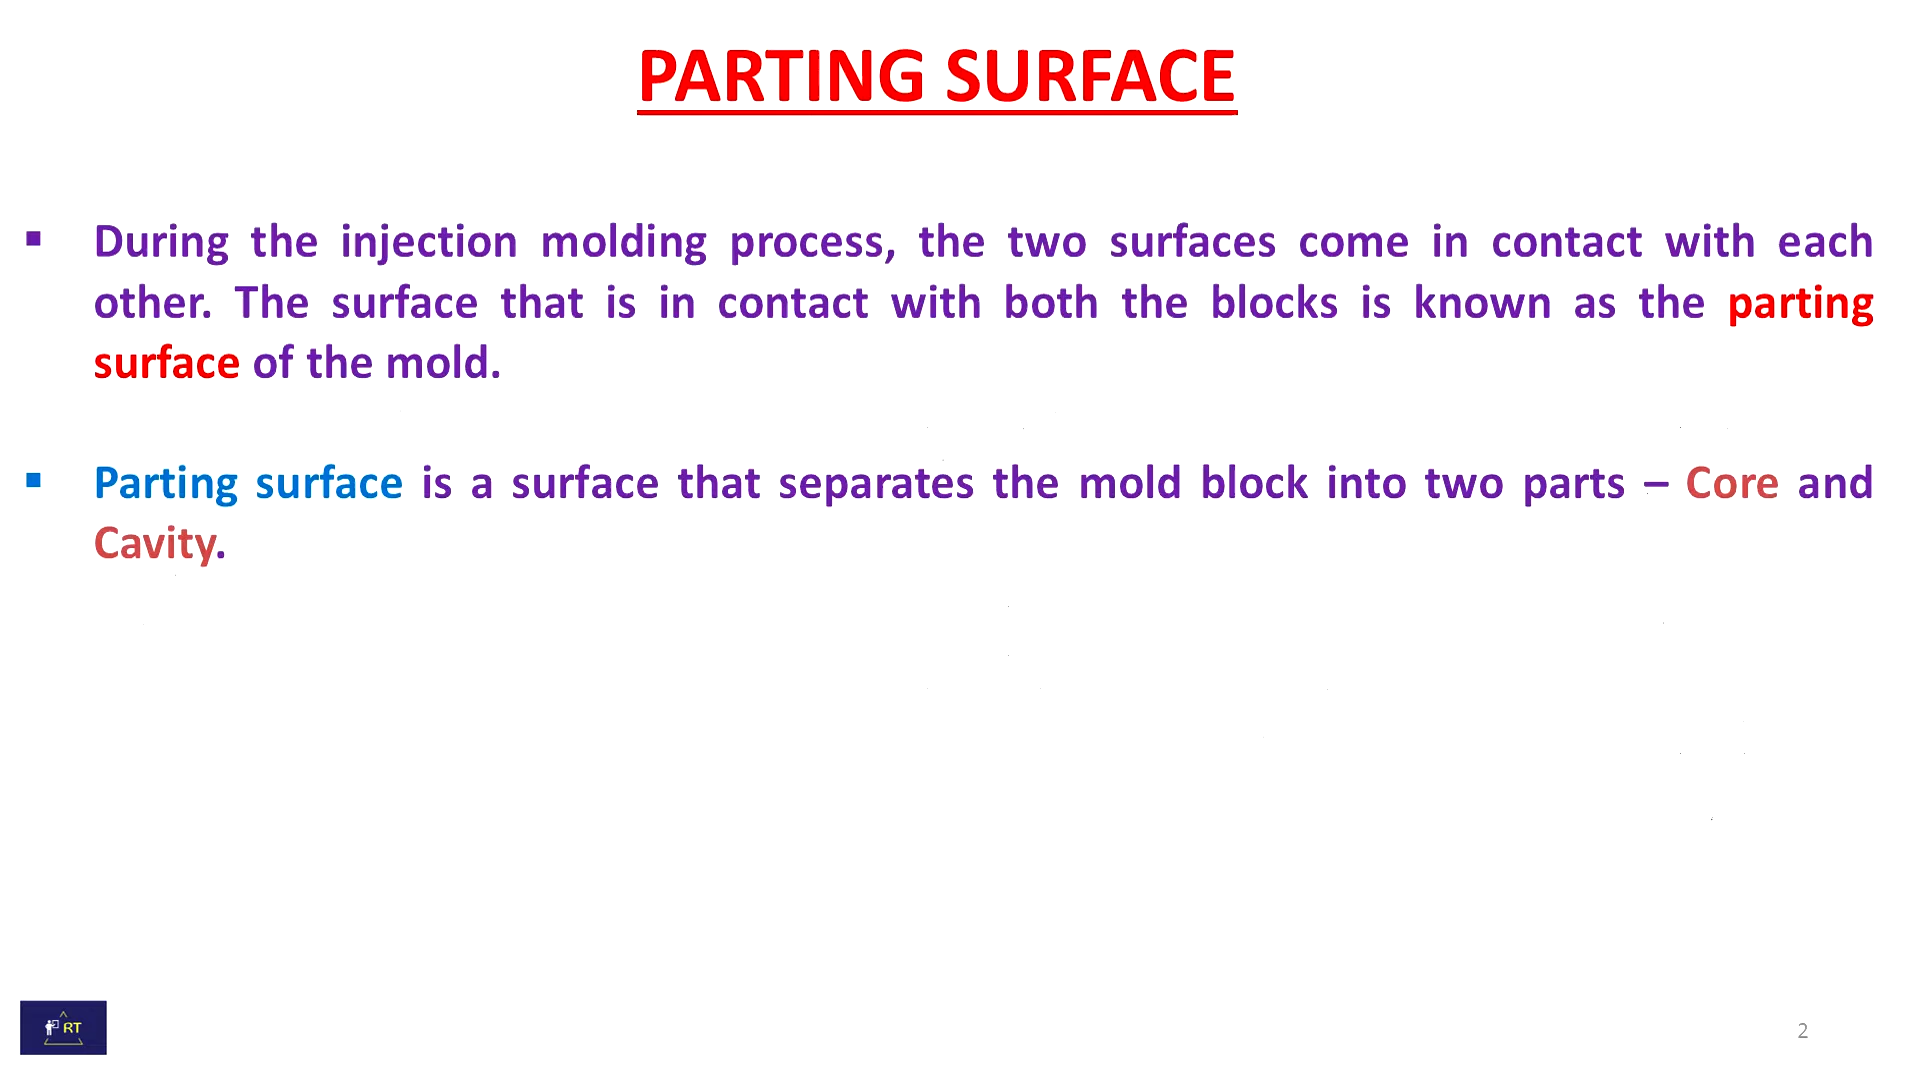 PARTING SURFACE
▪ During the injection molding process, the two surfaces come in contact with each
other. The surface that is in contact with both the blocks is known as the parting
surface of the mold.
▪ Parting surface is a surface that separates the mold block into two parts – Core and
Cavity.
RT
2